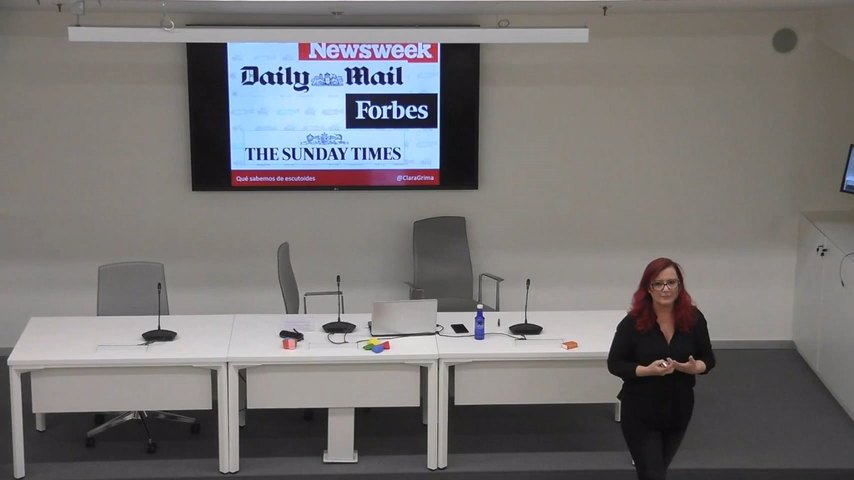 Newsweek
Daily Mail
Forbes
THE SUNDAY TIMES
Qué sabemos de escutoides
@ClaraGrima